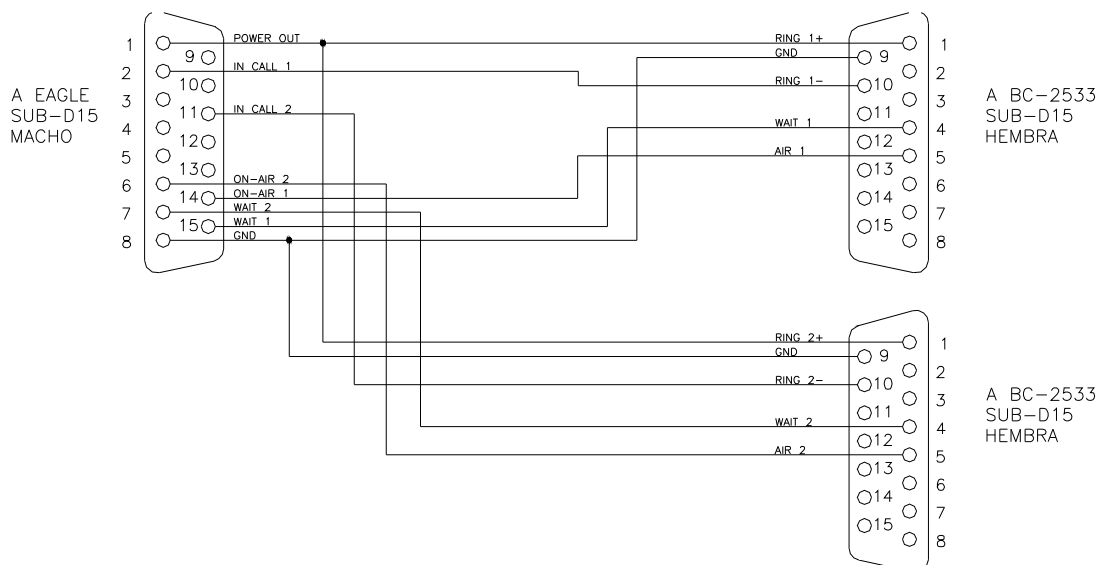 A EAGLE
SUB-D15
MACHO
1
2
3
4
5
6
7
8
9
10
11
12
13
14
15
POWER OUT
IN CALL 1
IN CALL 2
ON-AIR 2
ON-AIR 1
WAIT 2
WAIT 1
GND
RING 1+
GND
RING 1-
WAIT 1
AIR 1
9
10
11
12
13
14
15
1
2
3
4
5
6
7
8
A BC-2533
SUB-D15
HEMBRA
RING 2+
GND
RING 2-
WAIT 2
AIR 2
9
10
11
12
13
14
15
1
2
3
4
5
6
7
8
A BC-2533
SUB-D15
HEMBRA